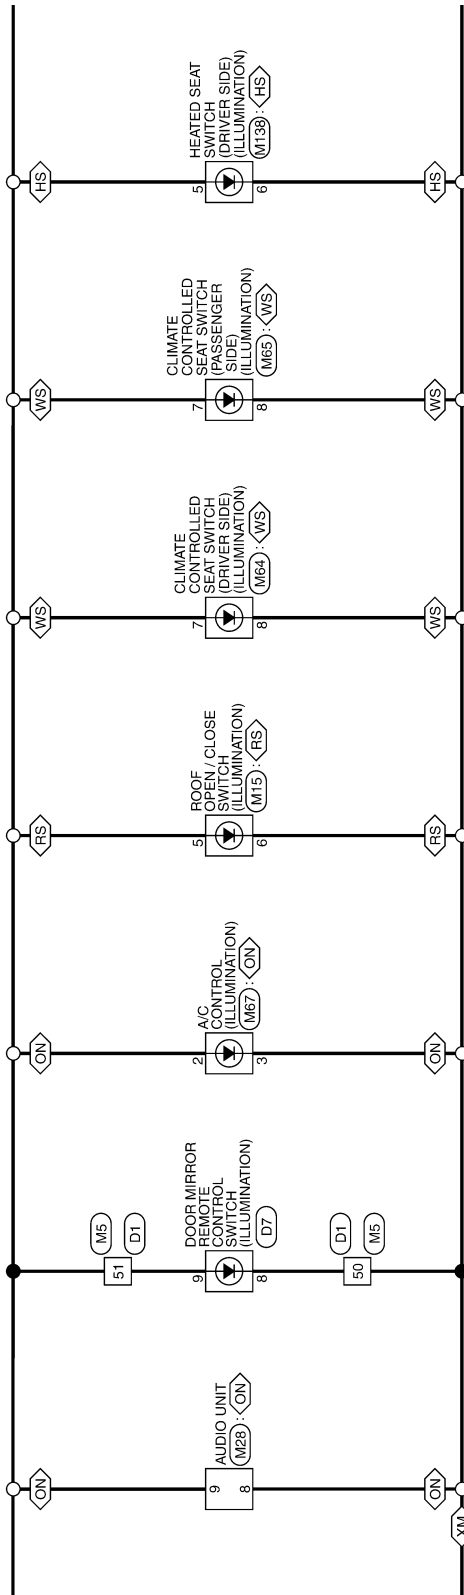 HS
5
HEATED SEAT
SWITCH
(DRIVER SIDE)
(ILLUMINATION)
M138 : HS
6
HS
WS
7
CLIMATE
CONTROLLED
SEAT SWITCH
(PASSENGER
SIDE)
(ILLUMINATION)
M65 : WS
8
WS
WS
7
CLIMATE
CONTROLLED
SEAT SWITCH
(DRIVER SIDE)
(ILLUMINATION)
M64 : WS
8
WS
RS
5
ROOF
OPEN / CLOSE
SWITCH
(ILLUMINATION)
M15 : RS
6
RS
ON
2
A/C
CONTROL
(ILLUMINATION)
M67 : ON
3
ON
M5
D1
51
9
DOOR MIRROR
REMOTE
CONTROL
SWITCH
(ILLUMINATION)
D7
8
D1
M5
50
ON
9
AUDIO UNIT
M28 : ON
8
ON
XM